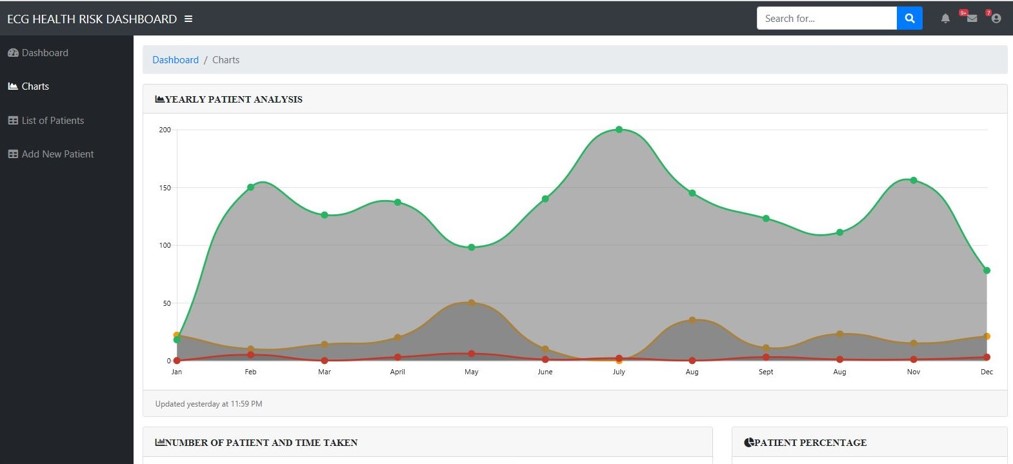 ECG HEALTH RISK DASHBOARD
Search for...
9+
7
Dashboard
Charts
List of Patients
Add New Patient
Dashboard / Charts
YEARLY PATIENT ANALYSIS
200
150
100
50
0
Jan Feb Mar April May June July Aug Sept Aug Nov Dec
Updated yesterday at 11:59 PM
NUMBER OF PATIENT AND TIME TAKEN
PATIENT PERCENTAGE